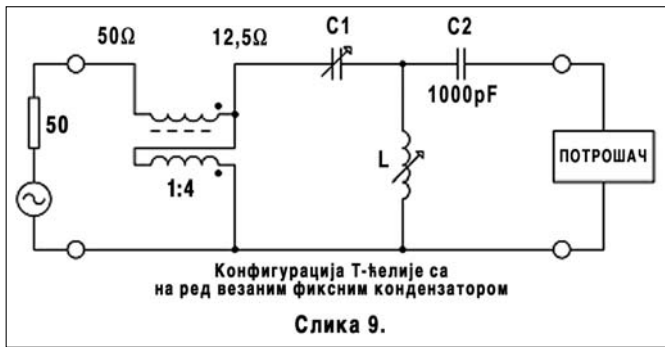 50Ω
12,5Ω
C1
C2
1000pF
50
L
ПОТРОШАЧ
1:4
Конфигурација Т-ћелије са
на ред везаним фиксним кондензатором
Слика 9.